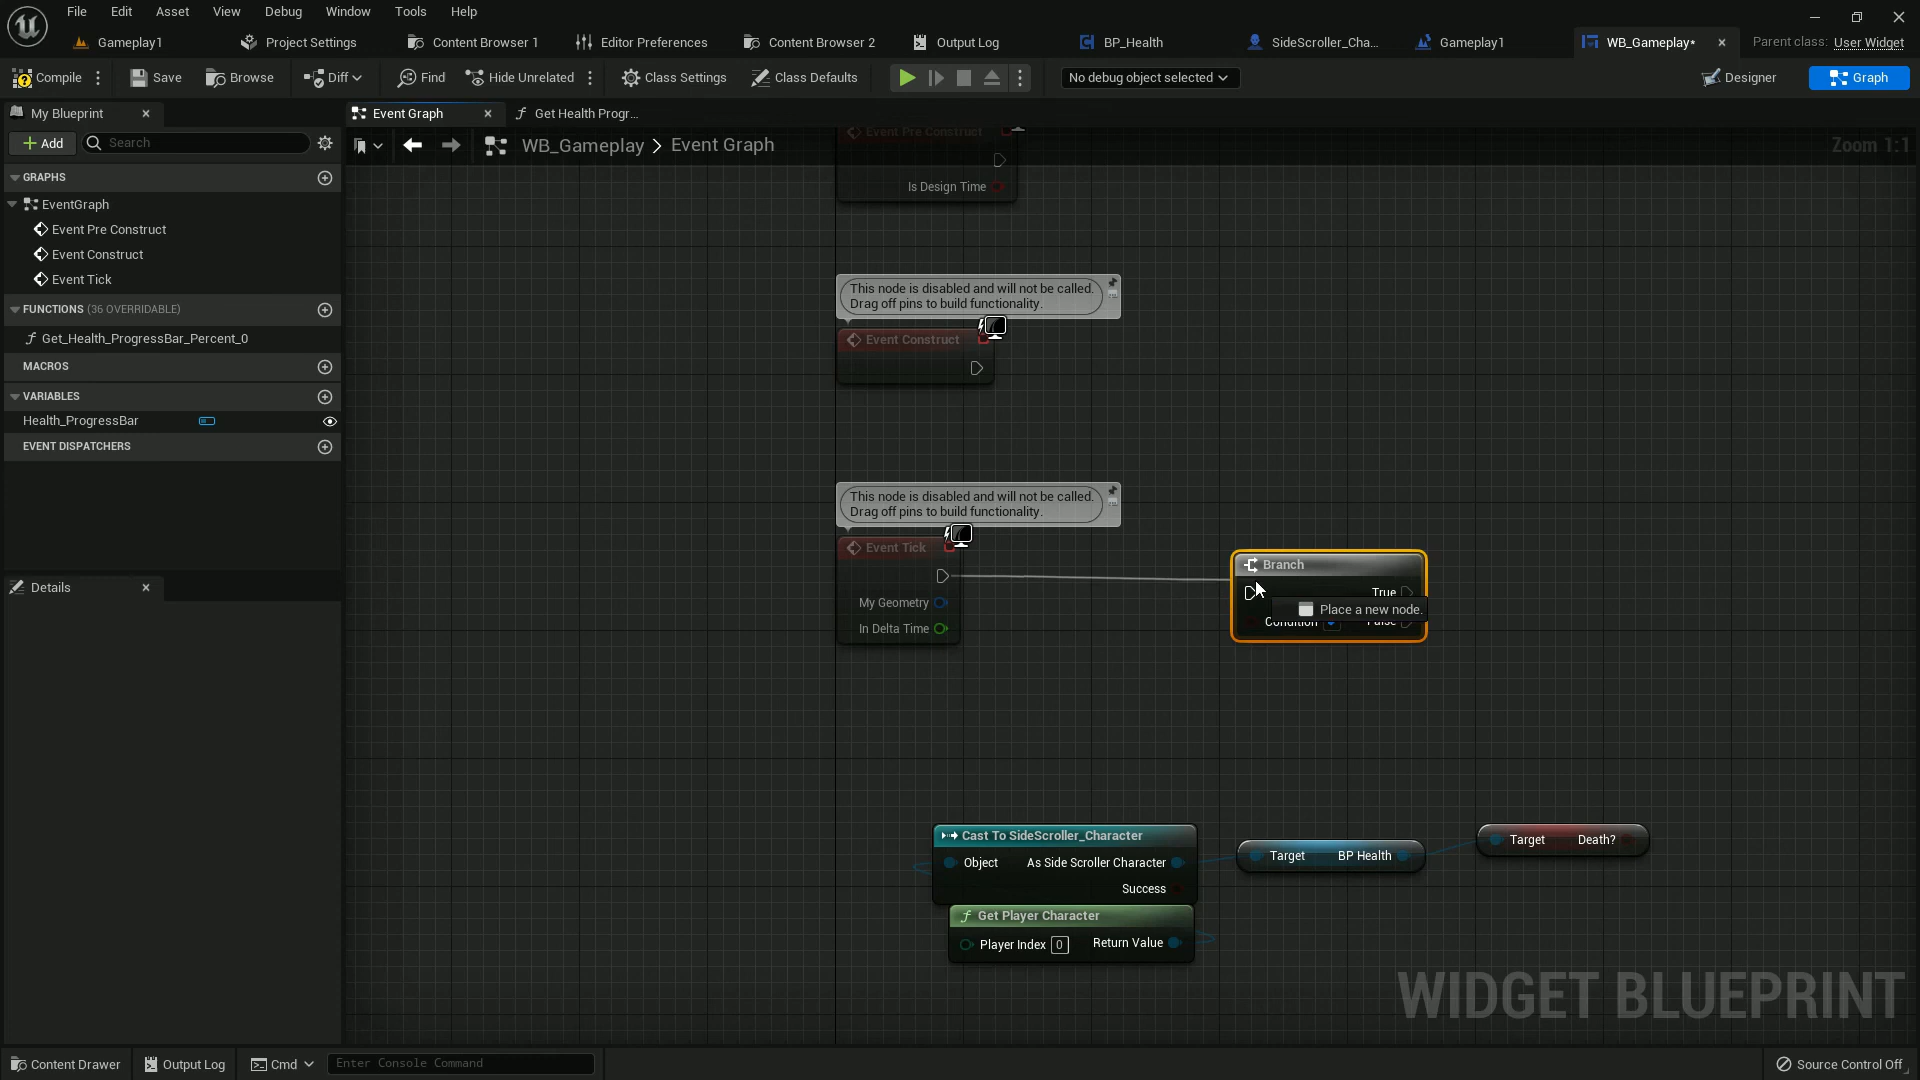 File Edit Asset View Debug Window Tools Help
Gameplay1 Project Settings Content Browser 1 Editor Preferences Content Browser 2 Output Log BP_Health SideScroller_Cha... Gameplay1 WB_Gameplay* Parent class: User Widget
Compile Save Browse Diff Find Hide Unrelated Class Settings Class Defaults No debug object selected Designer Graph
My Blueprint Event Graph Get Health Progr...
Add Search WB_Gameplay > Event Graph Zoom 1:1
Event Pre Construct
Is Design Time
GRAPHS
EventGraph
Event Pre Construct
Event Construct
Event Tick
FUNCTIONS (36 OVERRIDABLE)
Get_Health_ProgressBar_Percent_0
MACROS
VARIABLES
Health_ProgressBar
EVENT DISPATCHERS
Details
This node is disabled and will not be called.
Drag off pins to build functionality.
Event Construct
This node is disabled and will not be called.
Drag off pins to build functionality.
Event Tick
My Geometry
In Delta Time
Branch
True
Place a new node.
Condition False
Cast To SideScroller_Character
Object As Side Scroller Character
Success
Get Player Character
Player Index 0 Return Value
Target BP Health
Target Death?
WIDGET BLUEPRINT
Content Drawer Output Log Cmd Enter Console Command Source Control Off